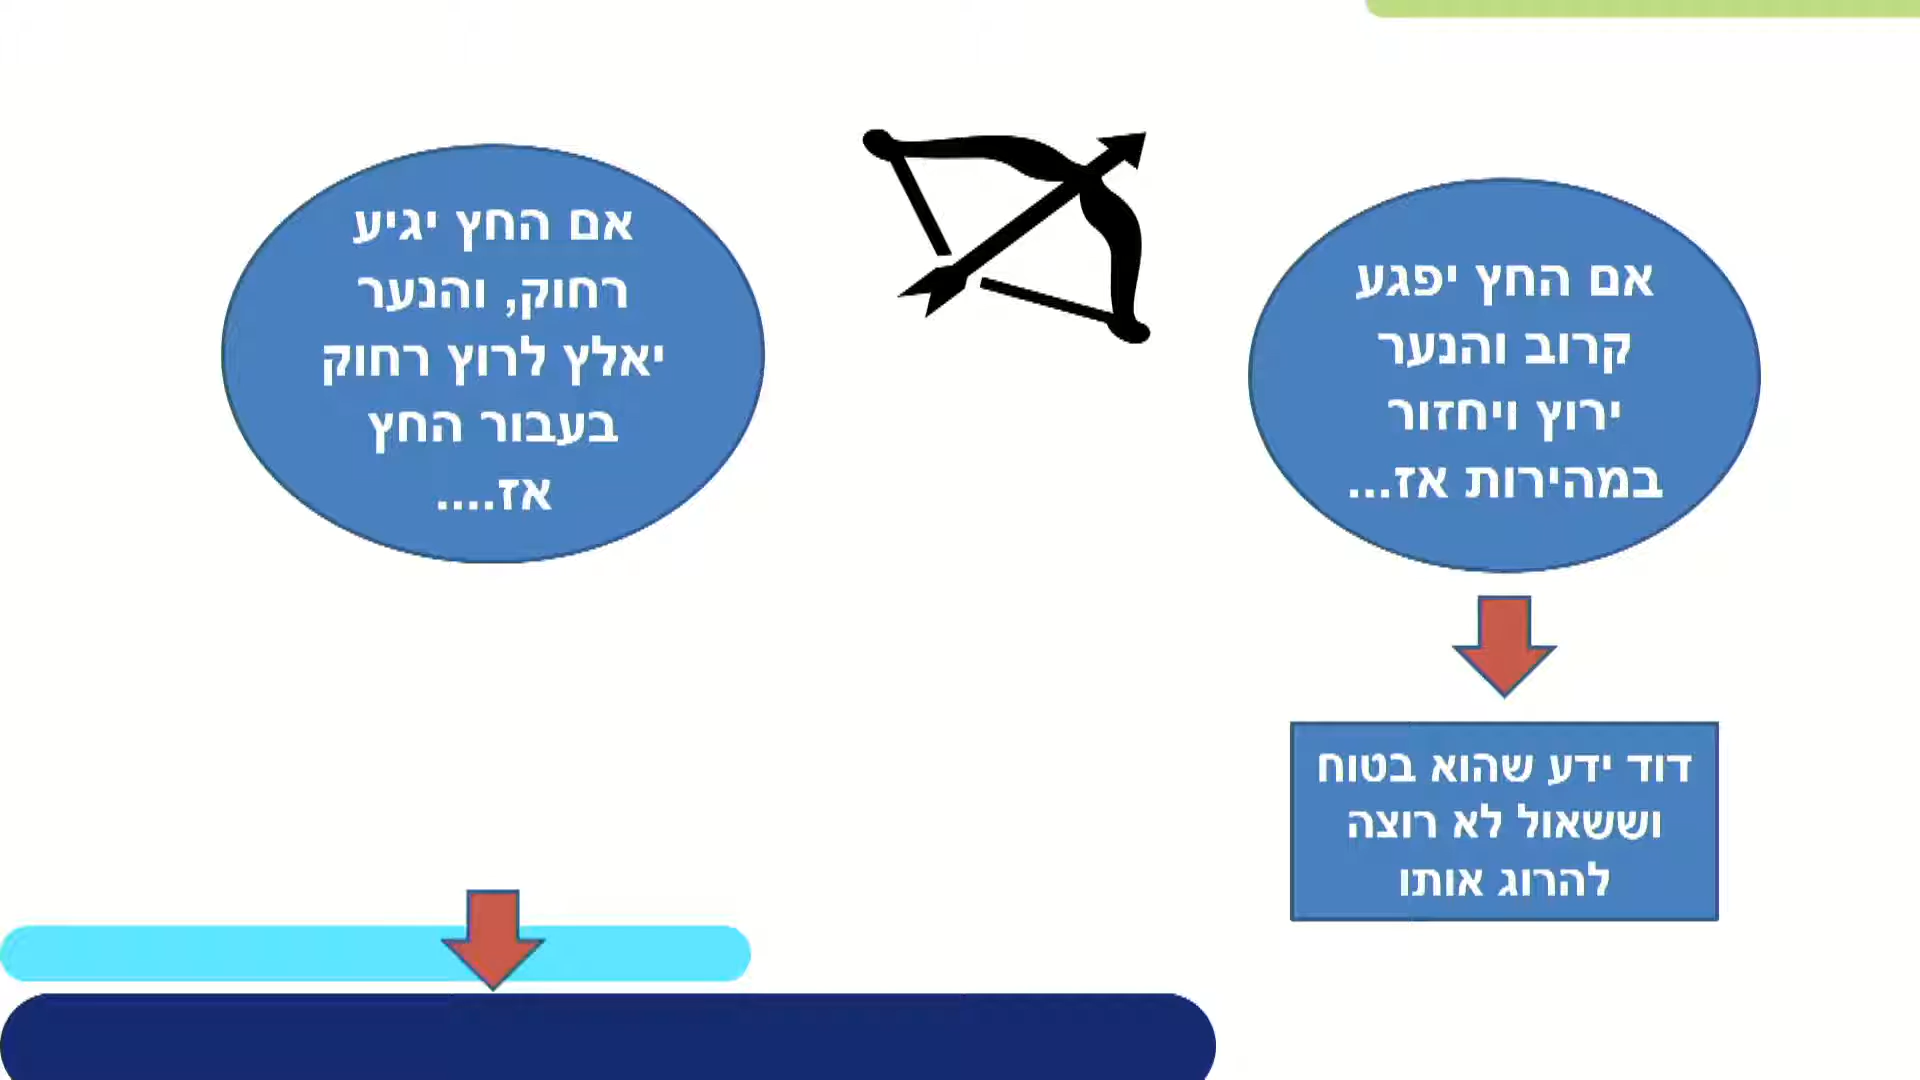 אם החץ יפגע
קרוב והנער
ירוץ ויחזור
במהירות אז...
דוד ידע שהוא בטוח
וששאול לא רוצה
להרוג אותו
אם החץ יגיע
רחוק, והנער
יאלץ לרוץ רחוק
בעבור החץ
אז....